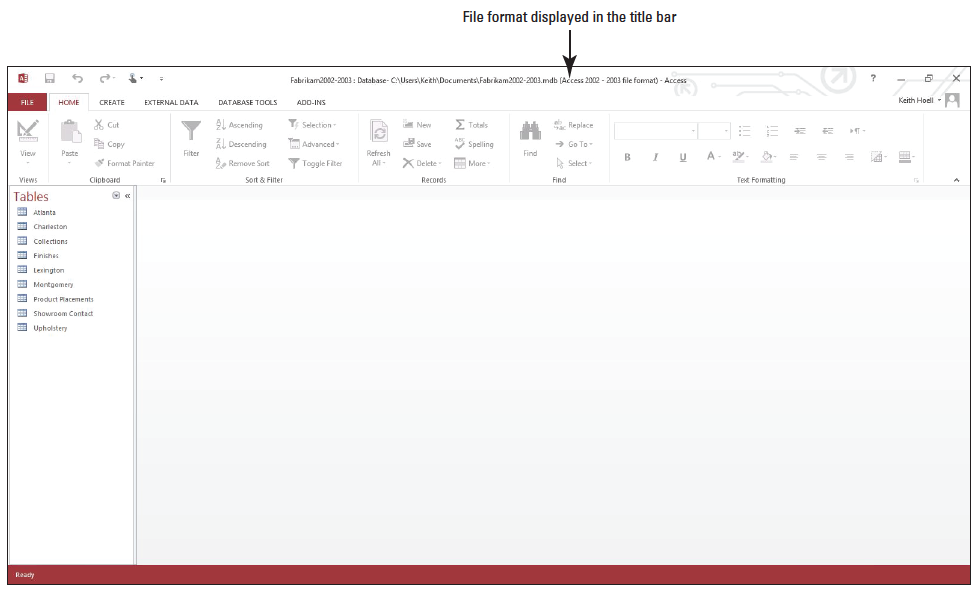 File format displayed in the title bar
Fabrikam2002-2003 : Database- C:\Users\Keith\Documents\Fabrikam2002-2003.mdb (Access 2002 - 2003 file format) - Access
?
FILE HOME CREATE EXTERNAL DATA DATABASE TOOLS ADD-INS
Keith Hoell
View
Views
Paste
Cut
Copy
Format Painter
Clipboard
Filter
Ascending
Descending
Remove Sort
Selection
Advanced
Toggle Filter
Sort & Filter
Refresh
All
New
Save
Delete
Totals
Spelling
More
Records
Find
Replace
Go To
Select
Find
B I U A
Text Formatting
Tables
Atlanta
Charleston
Collections
Finishes
Lexington
Montgomery
Product Placements
Showroom Contact
Upholstery
Ready